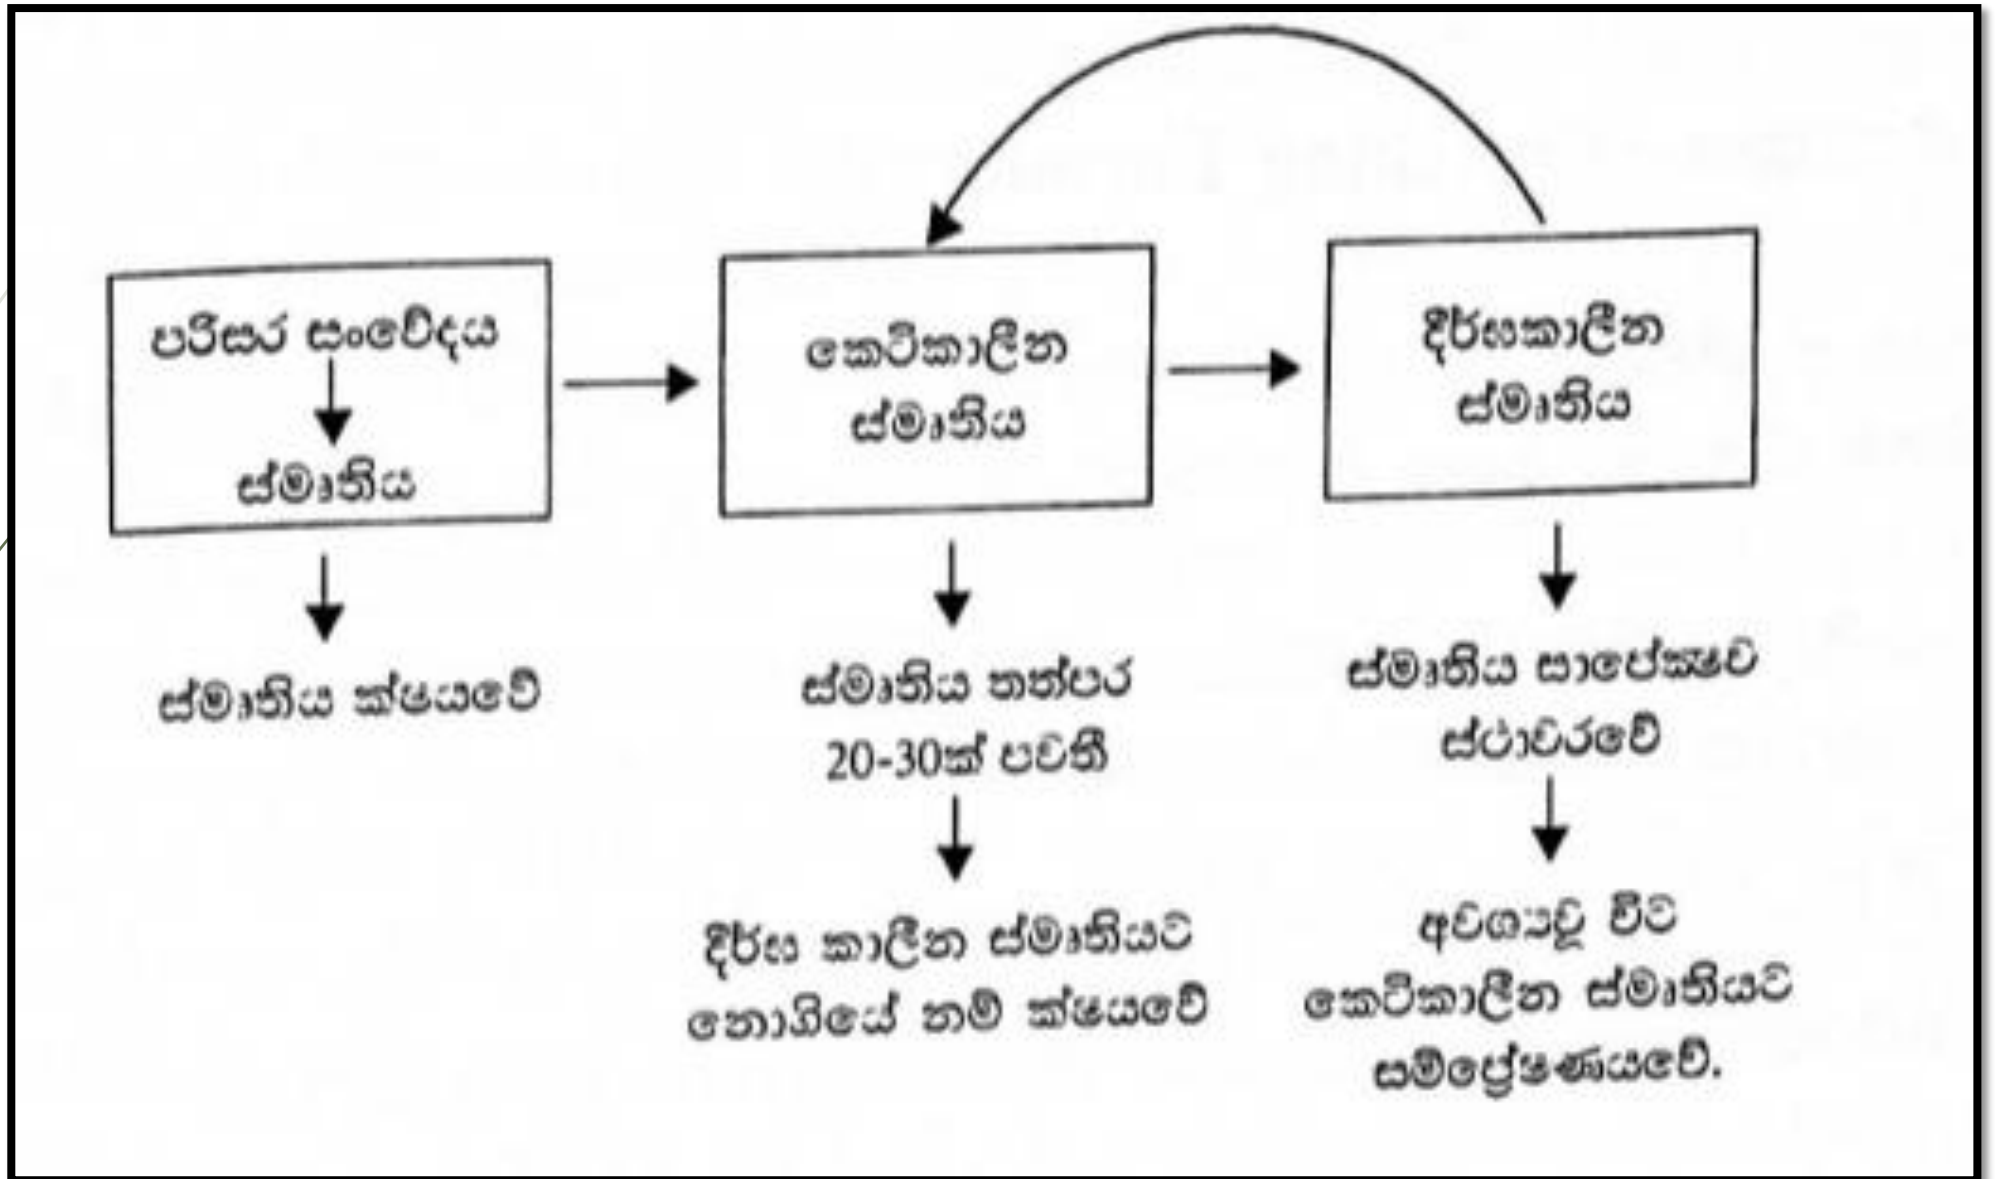 පරිසර සංවේදය
ස්මෘතිය
ස්මෘතිය ක්ෂයවේ
කෙටිකාලීන
ස්මෘතිය
ස්මෘතිය තත්පර
20-30ක් පවතී
දීර්ඝ කාලීන ස්මෘතියට
නොගියේ නම් ක්ෂයවේ
දීර්ඝකාලීන
ස්මෘතිය
ස්මෘතිය සාපේක්‍ෂව
ස්ථාවරවේ
අවශ්‍යවූ විට
කෙටිකාලීන ස්මෘතියට
සම්ප්‍රේෂණයවේ.